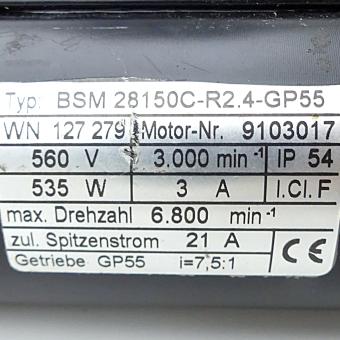 Typ: BSM 28150C-R2.4-GP55
WN 127 279 Motor-Nr. 9103017
560 V 3.000 min⁻¹ IP 54
535 W 3 A I.Cl. F
max. Drehzahl 6.800 min⁻¹
zul. Spitzenstrom 21 A CE
Getriebe GP55 i=7,5:1